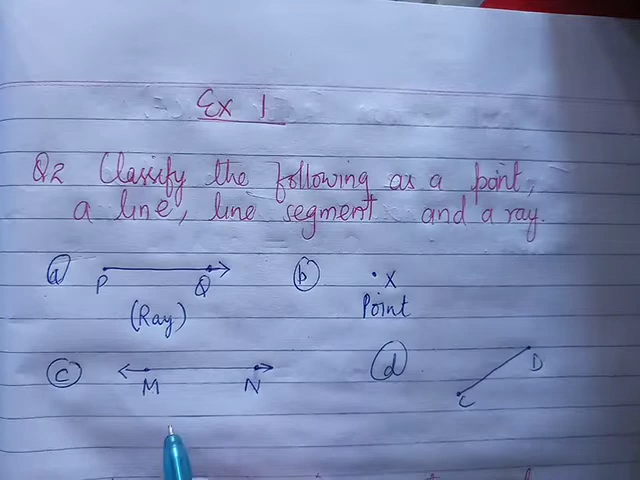 Ex 1
Q2 Classify the following as a point,
a line, line segment and a ray.
(a) P Q (b) X
(Ray) Point
(c) M N (d) C D